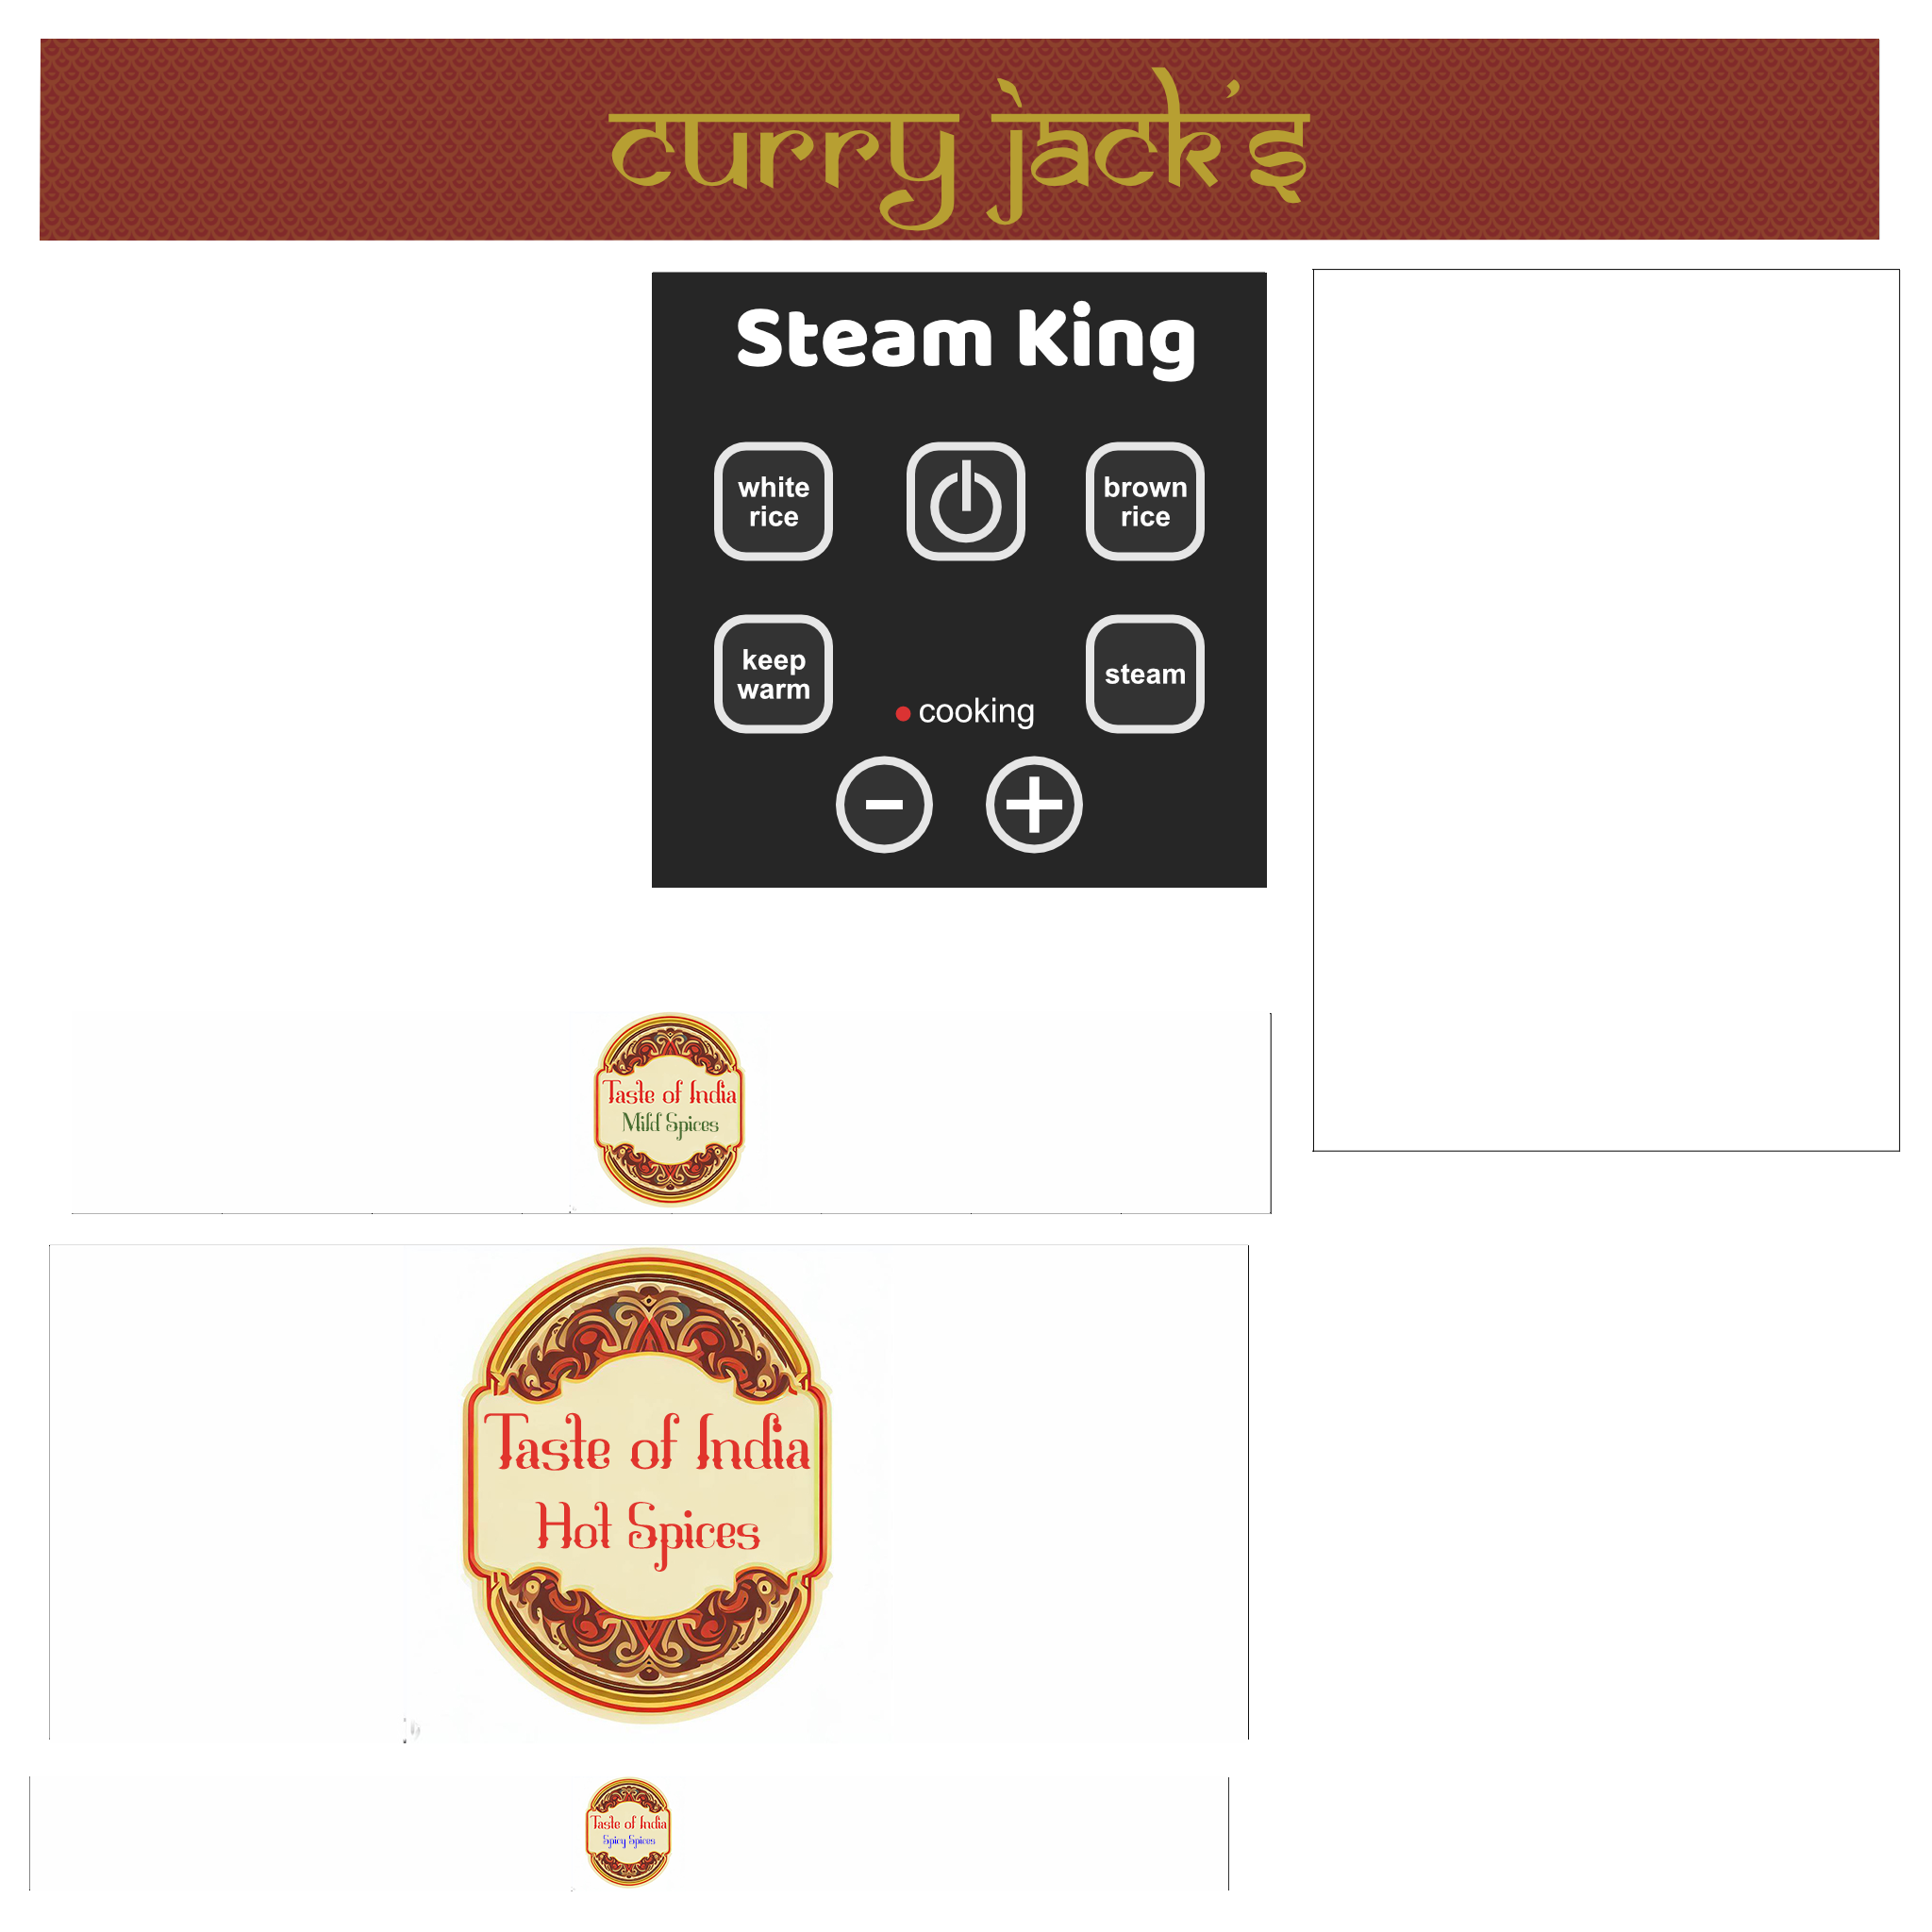 curry jack's
Steam King
white
rice
brown
rice
keep
warm
steam
cooking
Taste of India
Mild Spices
Taste of India
Hot Spices
Taste of India
Spicy Spices